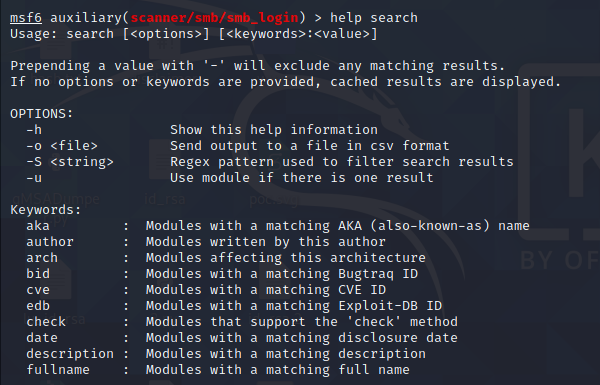 msf6 auxiliary(scanner/smb/smb_login) > help search
Usage: search [<options>] [<keywords>:<value>]

Prepending a value with '-' will exclude any matching results.
If no options or keywords are provided, cached results are displayed.

OPTIONS:
  -h                Show this help information
  -o <file>         Send output to a file in csv format
  -S <string>       Regex pattern used to filter search results
  -u                Use module if there is one result

Keywords:
  aka         :  Modules with a matching AKA (also-known-as) name
  author      :  Modules written by this author
  arch        :  Modules affecting this architecture
  bid         :  Modules with a matching Bugtraq ID
  cve         :  Modules with a matching CVE ID
  edb         :  Modules with a matching Exploit-DB ID
  check       :  Modules that support the 'check' method
  date        :  Modules with a matching disclosure date
  description :  Modules with a matching description
  fullname    :  Modules with a matching full name
id_rsa
BY OF